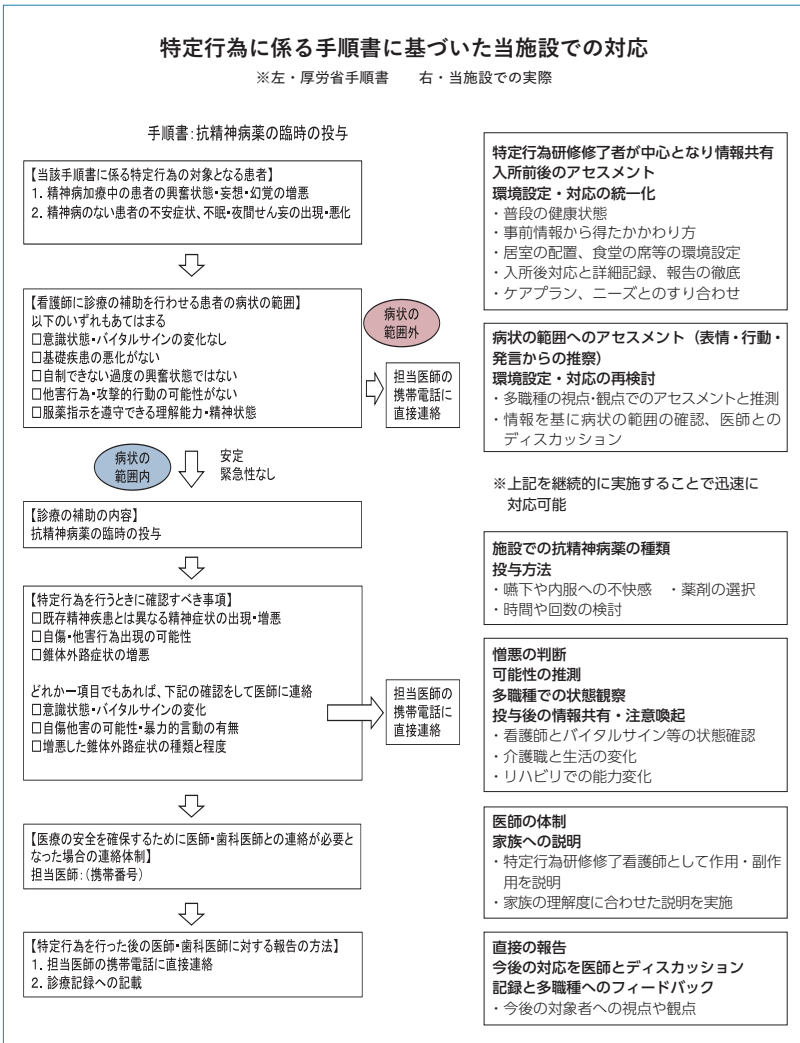 特定行為に係る手順書に基づいた当施設での対応
※左・厚労省手順書　　右・当施設での実際
手順書：抗精神病薬の臨時の投与
【当該手順書に係る特定行為の対象となる患者】
1. 精神病加療中の患者の興奮状態・妄想・幻覚の増悪
2. 精神病のない患者の不安症状、不眠・夜間せん妄の出現・悪化
【看護師に診療の補助を行わせる患者の病状の範囲】
以下のいずれもあてはまる
□意識状態・バイタルサインの変化なし
□基礎疾患の悪化がない
□自制できない過度の興奮状態ではない
□他害行為・攻撃的行動の可能性がない
□服薬指示を遵守できる理解能力・精神状態
病状の
範囲外
担当医師の
携帯電話に
直接連絡
病状の
範囲内
安定
緊急性なし
【診療の補助の内容】
抗精神病薬の臨時の投与
【特定行為を行うときに確認すべき事項】
□既存精神疾患とは異なる精神症状の出現・増悪
□自傷・他害行為出現の可能性
□錐体外路症状の増悪
どれか一項目でもあれば、下記の確認をして医師に連絡
□意識状態・バイタルサインの変化
□自傷他害の可能性・暴力的言動の有無
□増悪した錐体外路症状の種類と程度
担当医師の
携帯電話に
直接連絡
【医療の安全を確保するために医師・歯科医師との連絡が必要と
なった場合の連絡体制】
担当医師：（携帯番号）
【特定行為を行った後の医師・歯科医師に対する報告の方法】
1. 担当医師の携帯電話に直接連絡
2. 診療記録への記載
特定行為研修修了者が中心となり情報共有
入所前後のアセスメント
環境設定・対応の統一化
・普段の健康状態
・事前情報から得たかかわり方
・居室の配置、食堂の席等の環境設定
・入所後対応と詳細記録、報告の徹底
・ケアプラン、ニーズとのすり合わせ
病状の範囲へのアセスメント（表情・行動・
発言からの推察）
環境設定・対応の再検討
・多職種の視点・観点でのアセスメントと推測
・情報を基に病状の範囲の確認、医師との
ディスカッション
※上記を継続的に実施することで迅速に
対応可能
施設での抗精神病薬の種類
投与方法
・嚥下や内服への不快感　・薬剤の選択
・時間や回数の検討
憎悪の判断
可能性の推測
多職種での状態観察
投与後の情報共有・注意喚起
・看護師とバイタルサイン等の状態確認
・介護職と生活の変化
・リハビリでの能力変化
医師の体制
家族への説明
・特定行為研修修了看護師として作用・副作
用を説明
・家族の理解度に合わせた説明を実施
直接の報告
今後の対応を医師とディスカッション
記録と多職種へのフィードバック
・今後の対象者への視点や観点